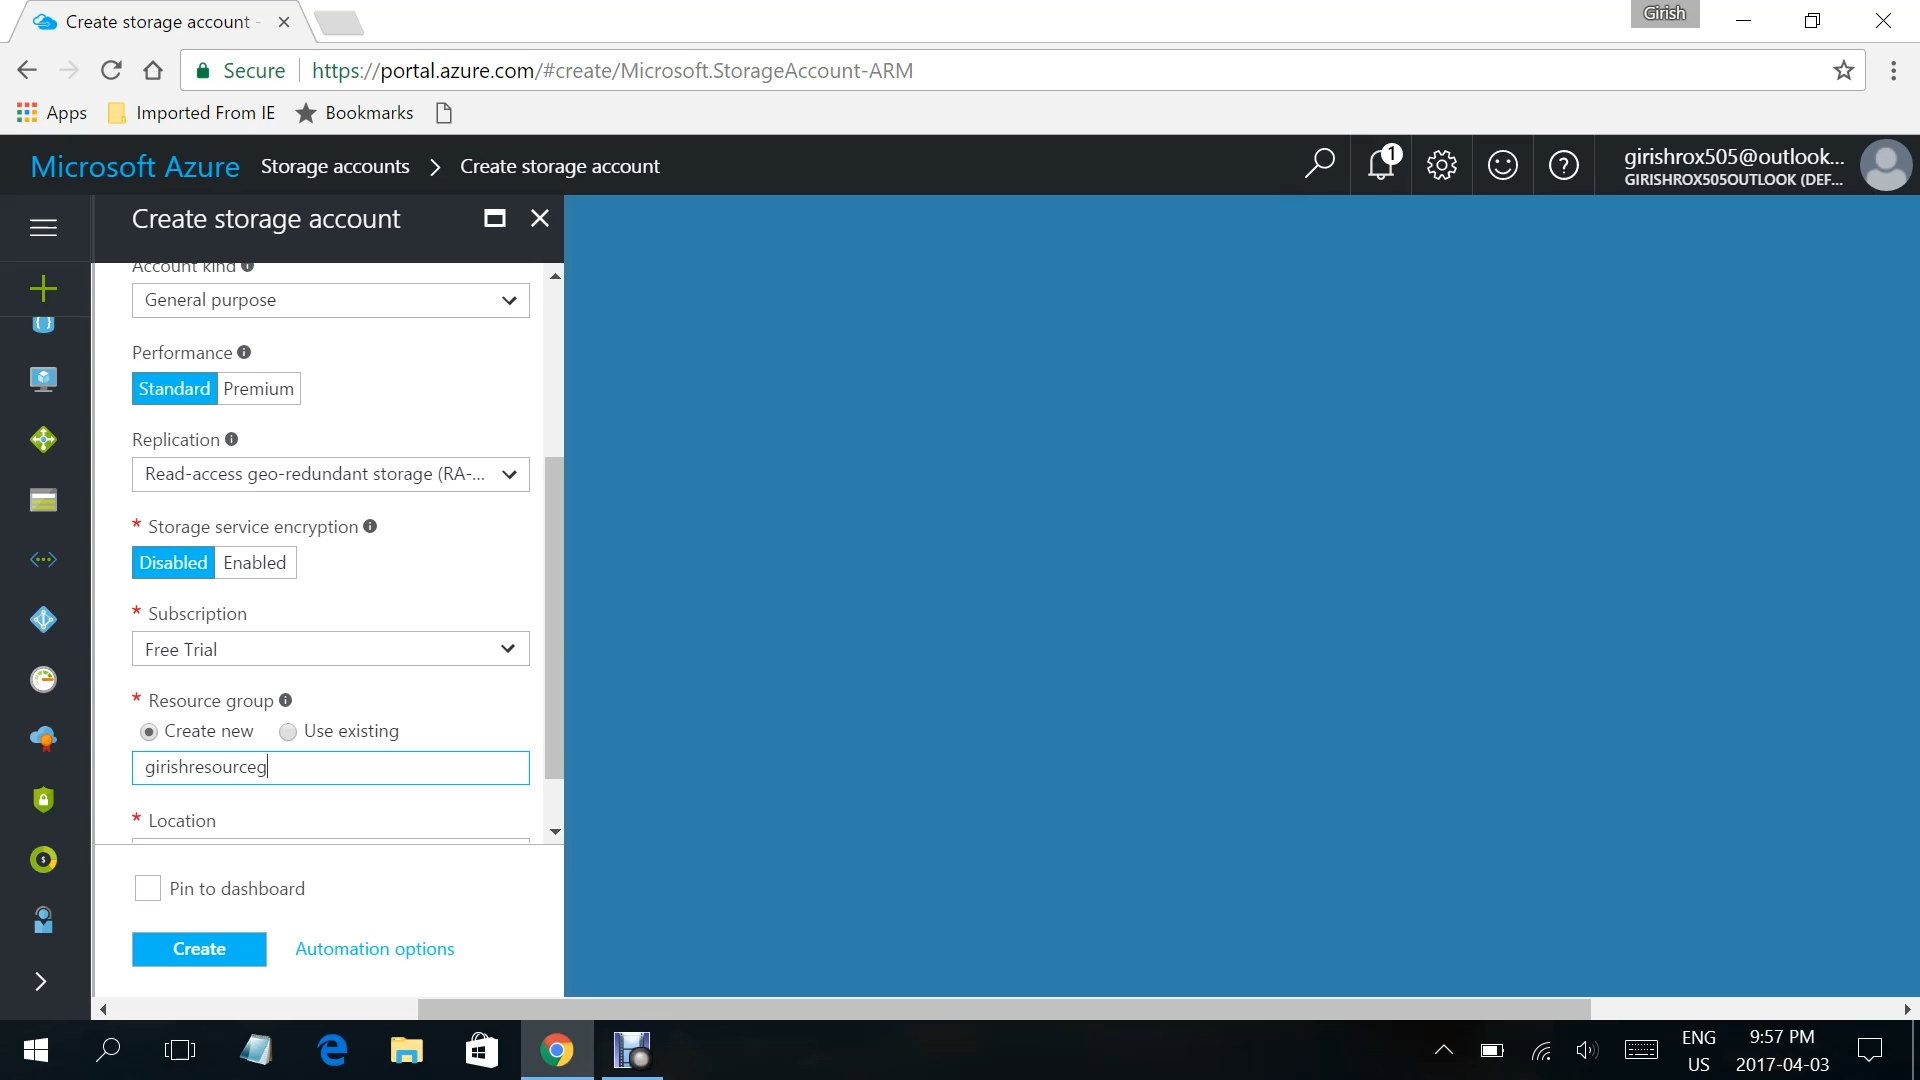 Create storage account -
Girish
Secure
https://portal.azure.com/#create/Microsoft.StorageAccount-ARM
Apps
Imported From IE
Bookmarks
Microsoft Azure
Storage accounts
Create storage account
1
girishrox505@outlook...
GIRISHROX505OUTLOOK (DEF...
Create storage account
Account kind
General purpose
Performance
Standard
Premium
Replication
Read-access geo-redundant storage (RA-...
* Storage service encryption
Disabled
Enabled
* Subscription
Free Trial
* Resource group
Create new
Use existing
girishresourceg
* Location
Pin to dashboard
Create
Automation options
ENG
US
9:57 PM
2017-04-03